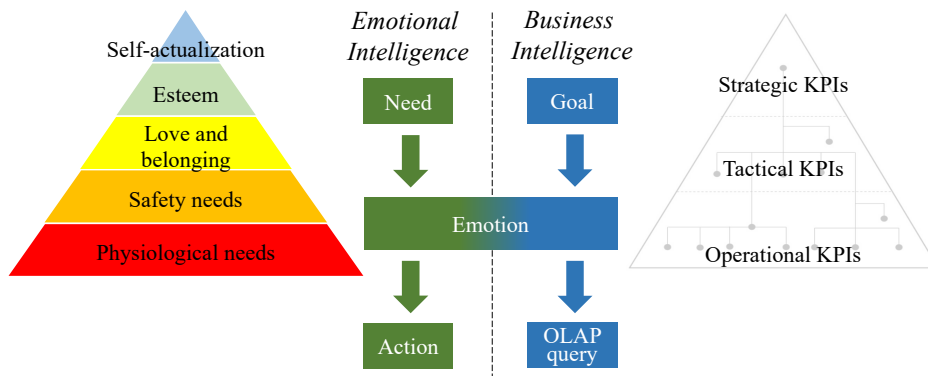 Self-actualization
Esteem
Love and
belonging
Safety needs
Physiological needs
Emotional
Intelligence
Business
Intelligence
Need
Goal
Emotion
Action
OLAP
query
Strategic KPIs
Tactical KPIs
Operational KPIs